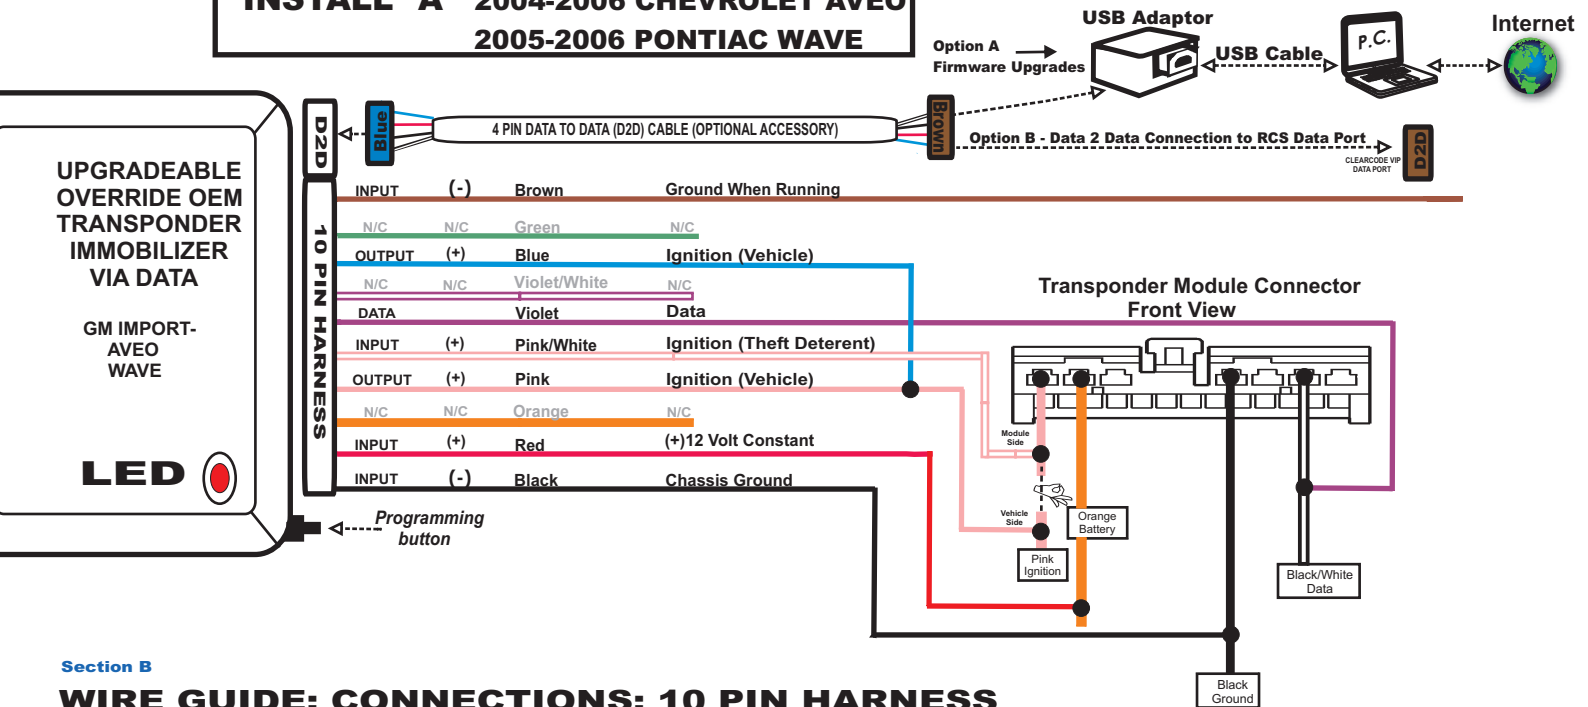 INSTALL "A" 2004-2006 CHEVROLET AVEO
2005-2006 PONTIAC WAVE
USB Adaptor
Internet
Option A
Firmware Upgrades
USB Cable
P.C.
D2D
Blue
4 PIN DATA TO DATA (D2D) CABLE (OPTIONAL ACCESSORY)
Brown
Option B - Data 2 Data Connection to RCS Data Port
CLEARCODE VIP
DATA PORT
D2D
UPGRADEABLE
OVERRIDE OEM
TRANSPONDER
IMMOBILIZER
VIA DATA
GM IMPORT-
AVEO
WAVE
LED
Programming
button
10 PIN HARNESS
INPUT (-) Brown Ground When Running
N/C N/C Green N/C
OUTPUT (+) Blue Ignition (Vehicle)
N/C N/C Violet/White N/C
DATA Violet Data
INPUT (+) Pink/White Ignition (Theft Deterent)
OUTPUT (+) Pink Ignition (Vehicle)
N/C N/C Orange N/C
INPUT (+) Red (+)12 Volt Constant
INPUT (-) Black Chassis Ground
Transponder Module Connector
Front View
Module
Side
Vehicle
Side
Pink
Ignition
Orange
Battery
Black/White
Data
Black
Ground
Section B
WIRE GUIDE: CONNECTIONS: 10 PIN HARNESS